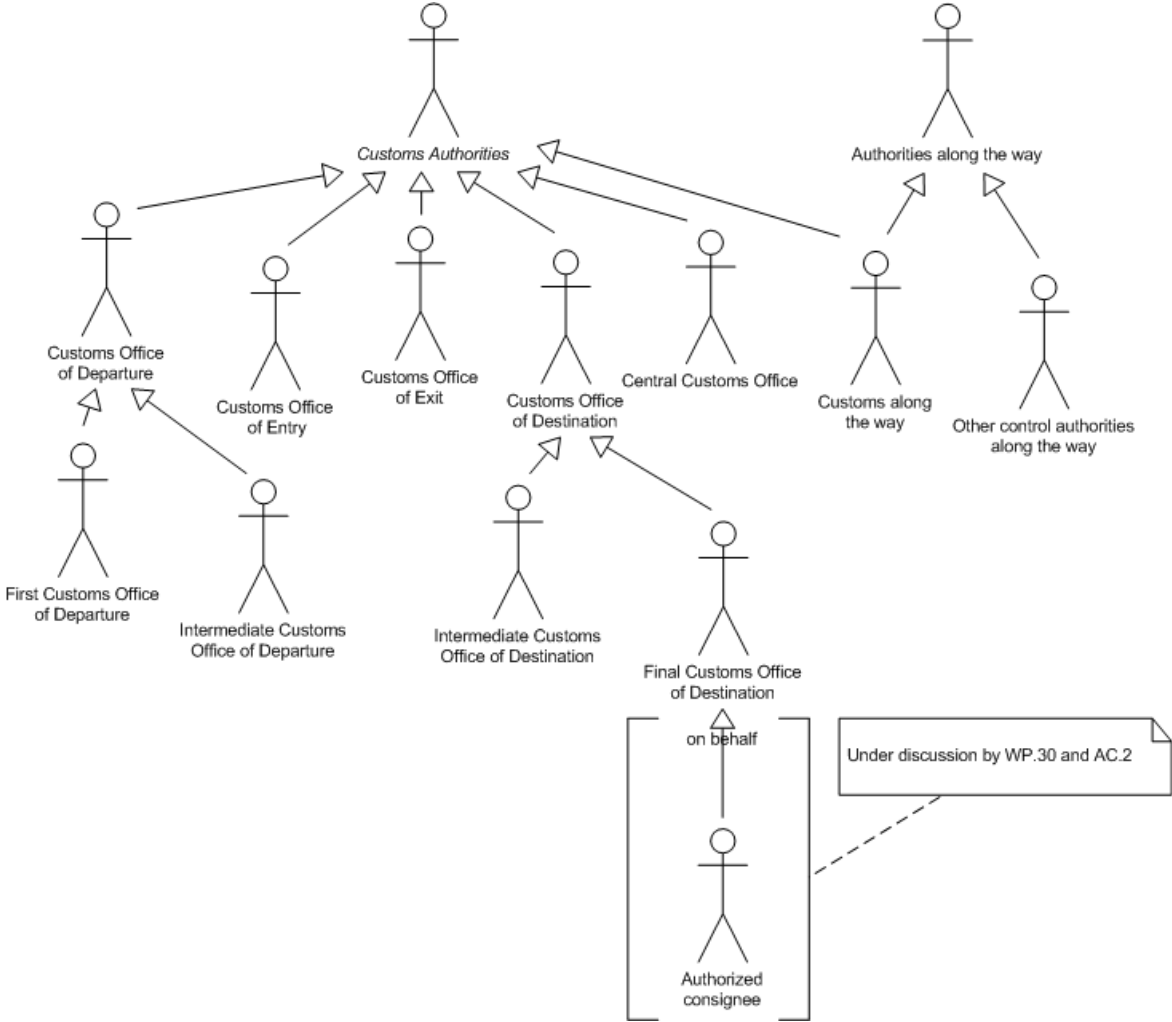 Customs Authorities
Authorities along the way
Customs Office
of Departure
Customs Office
of Entry
Customs Office
of Exit
Customs Office
of Destination
Central Customs Office
Customs along
the way
Other control authorities
along the way
First Customs Office
of Departure
Intermediate Customs
Office of Departure
Intermediate Customs
Office of Destination
Final Customs Office
of Destination
on behalf
Under discussion by WP.30 and AC.2
Authorized
consignee